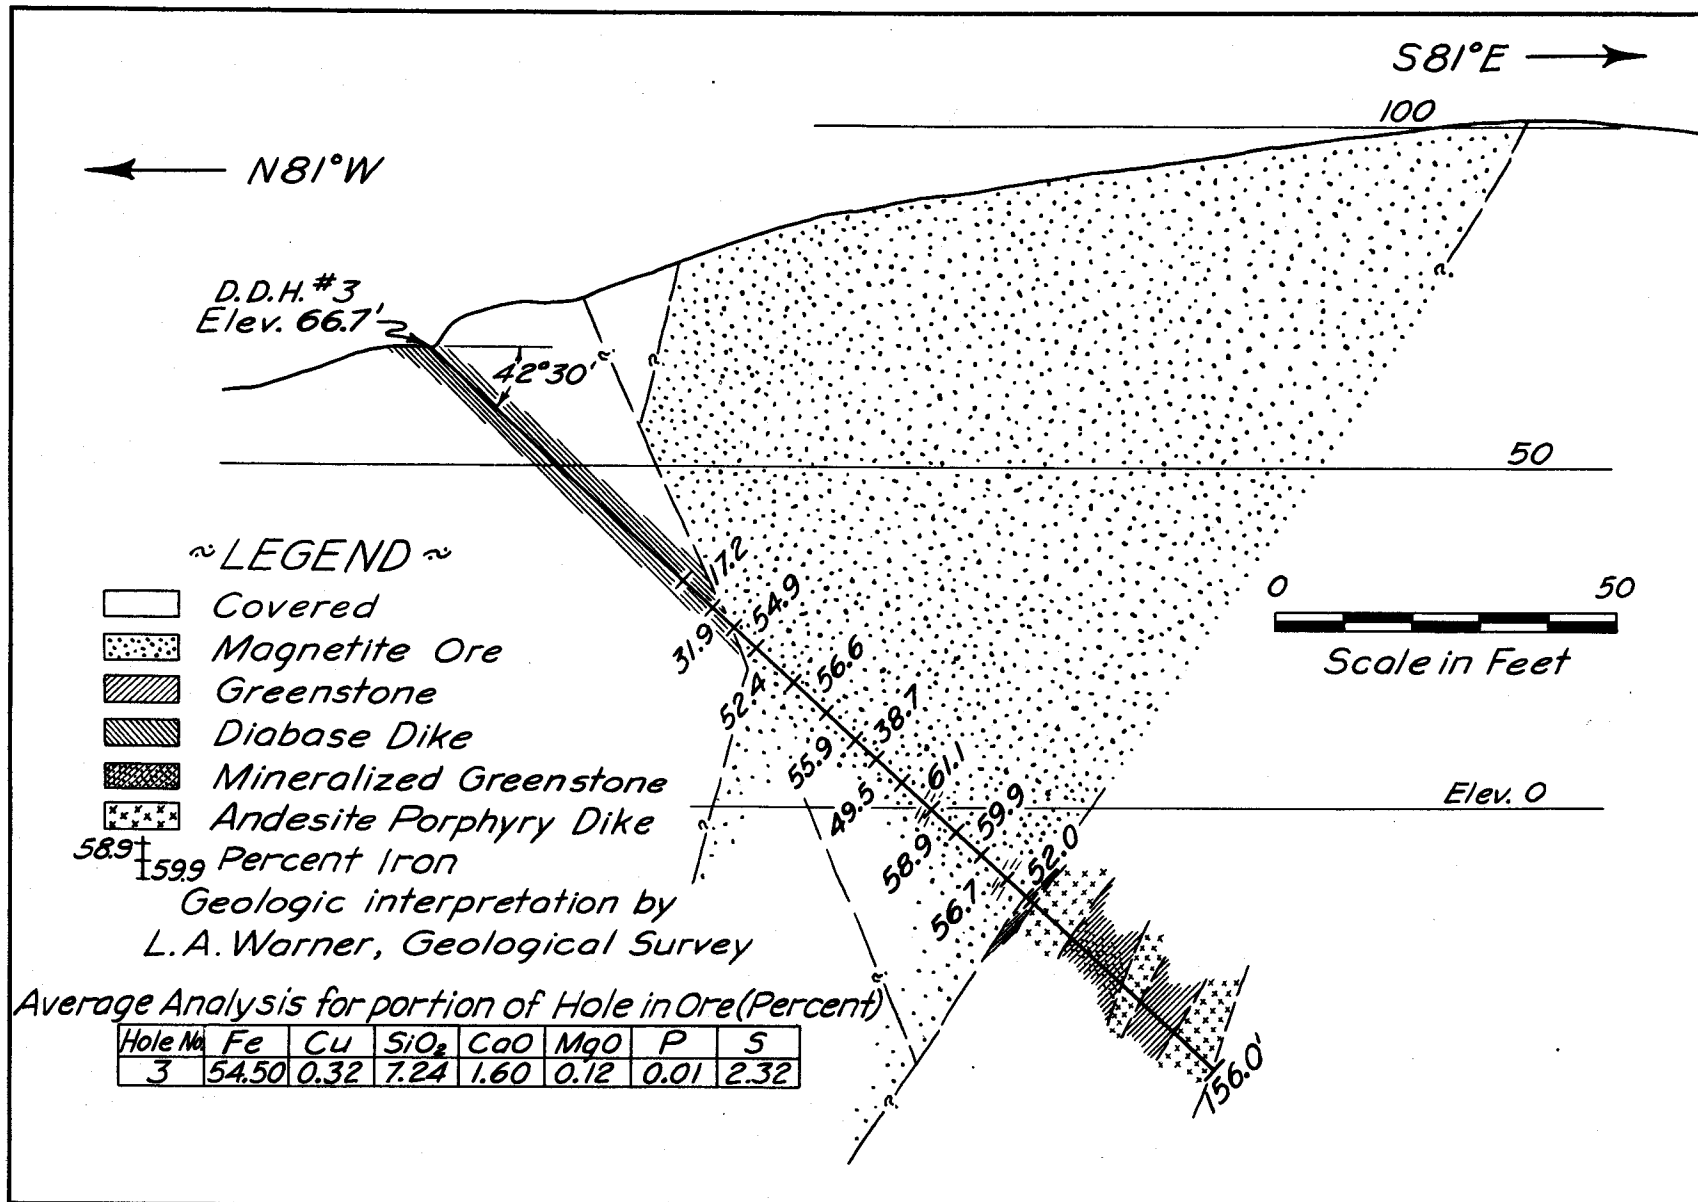 S81°E
100
N81°W
D.D.H. #3
Elev. 66.7'
42°30'
50
~ LEGEND ~
Covered
Magnetite Ore
Greenstone
Diabase Dike
Mineralized Greenstone
Andesite Porphyry Dike
58.9 59.9 Percent Iron
Geologic interpretation by
L.A. Warner, Geological Survey
17.2
31.9
54.9
52.4
56.6
55.9
38.7
49.5
61.1
58.9
59.9
56.7
52.0
156.0'
0 50
Scale in Feet
Elev. 0
Average Analysis for portion of Hole in Ore (Percent)
Hole No. Fe Cu SiO₂ CaO MgO P S
3 54.50 0.32 7.24 1.60 0.12 0.01 2.32